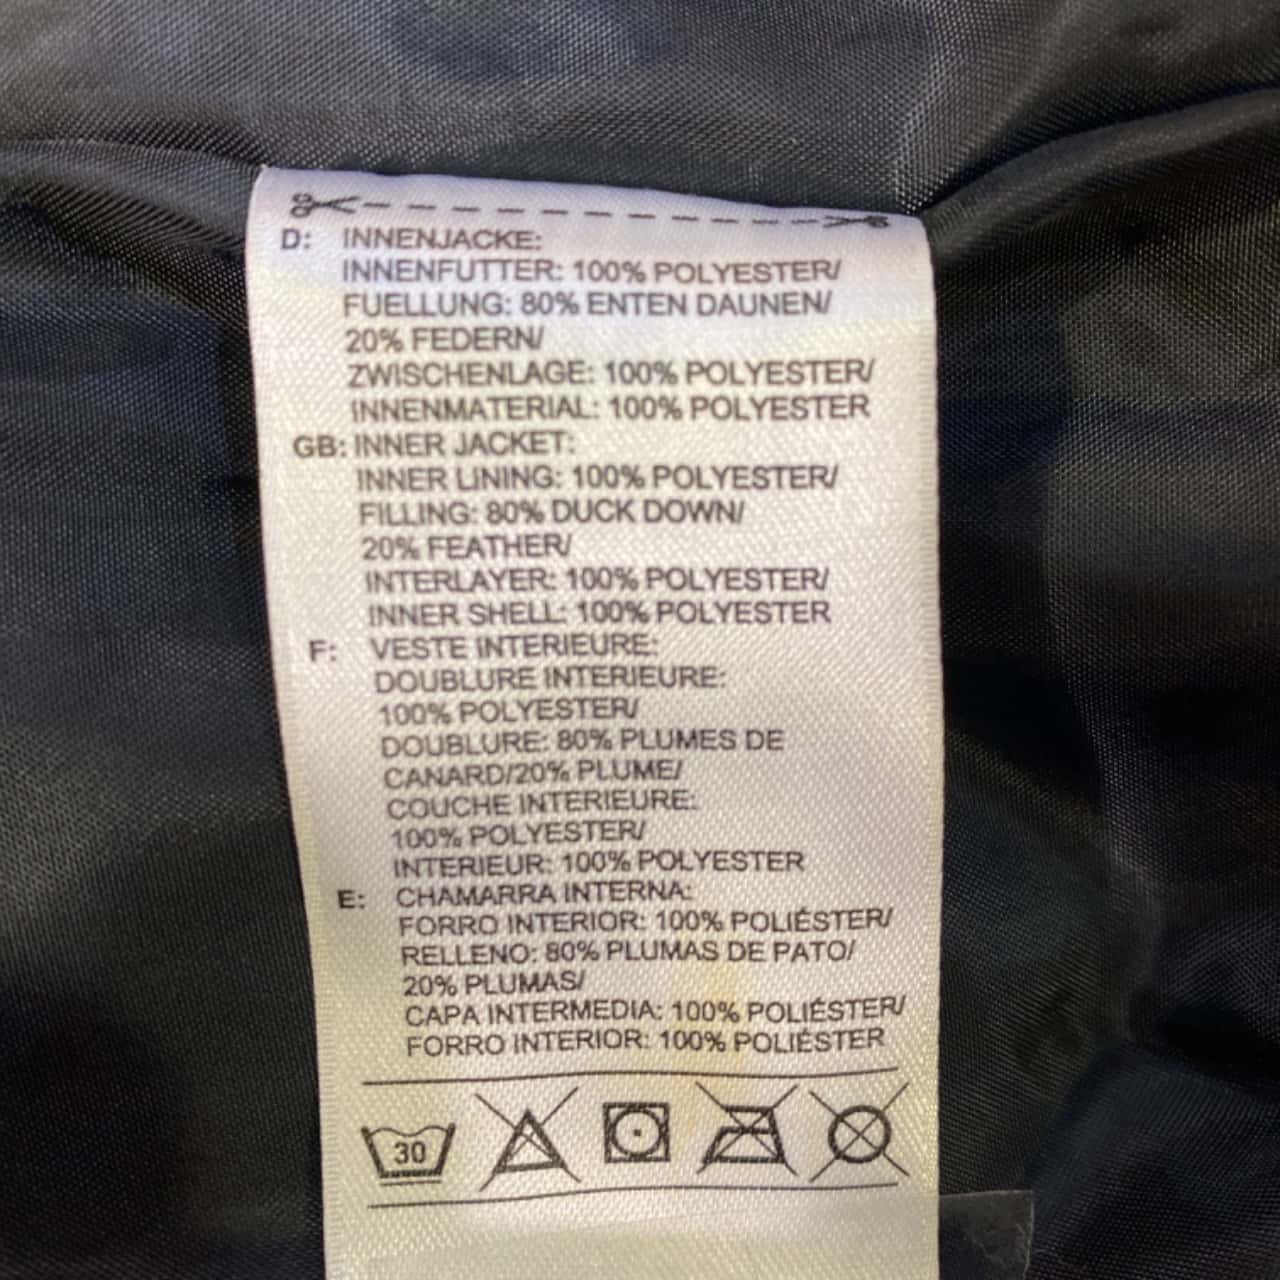 D: INNENJACKE:
INNENFUTTER: 100% POLYESTER/
FUELLUNG: 80% ENTEN DAUNEN/
20% FEDERN/
ZWISCHENLAGE: 100% POLYESTER/
INNENMATERIAL: 100% POLYESTER
GB: INNER JACKET:
INNER LINING: 100% POLYESTER/
FILLING: 80% DUCK DOWN/
20% FEATHER/
INTERLAYER: 100% POLYESTER/
INNER SHELL: 100% POLYESTER
F: VESTE INTERIEURE:
DOUBLURE INTERIEURE:
100% POLYESTER/
DOUBLURE: 80% PLUMES DE
CANARD/20% PLUME/
COUCHE INTERIEURE:
100% POLYESTER/
INTERIEUR: 100% POLYESTER
E: CHAMARRA INTERNA:
FORRO INTERIOR: 100% POLIÉSTER/
RELLENO: 80% PLUMAS DE PATO/
20% PLUMAS/
CAPA INTERMEDIA: 100% POLIÉSTER/
FORRO INTERIOR: 100% POLIÉSTER
30